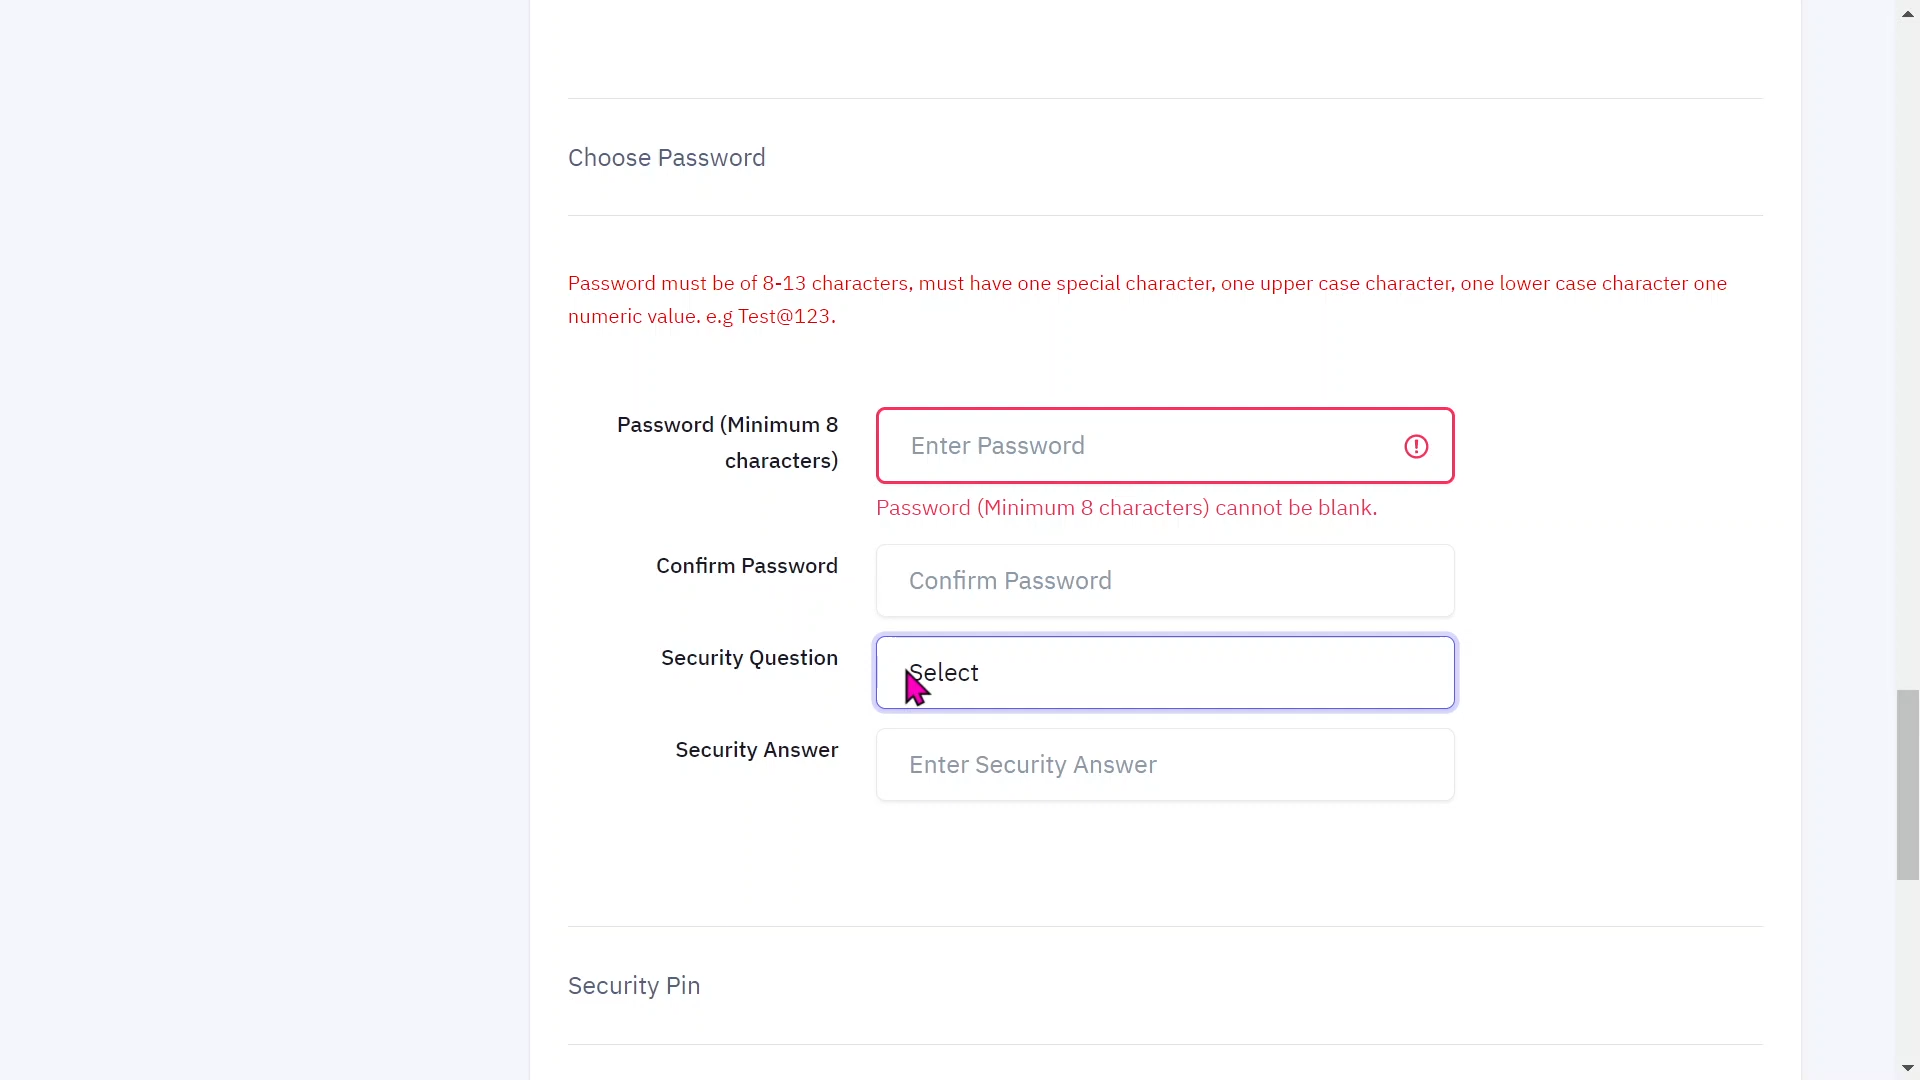 Choose Password
Password must be of 8-13 characters, must have one special character, one upper case character, one lower case character one
numeric value. e.g Test@123.
Password (Minimum 8
characters)
Enter Password
Password (Minimum 8 characters) cannot be blank.
Confirm Password
Confirm Password
Security Question
Select
Security Answer
Enter Security Answer
Security Pin